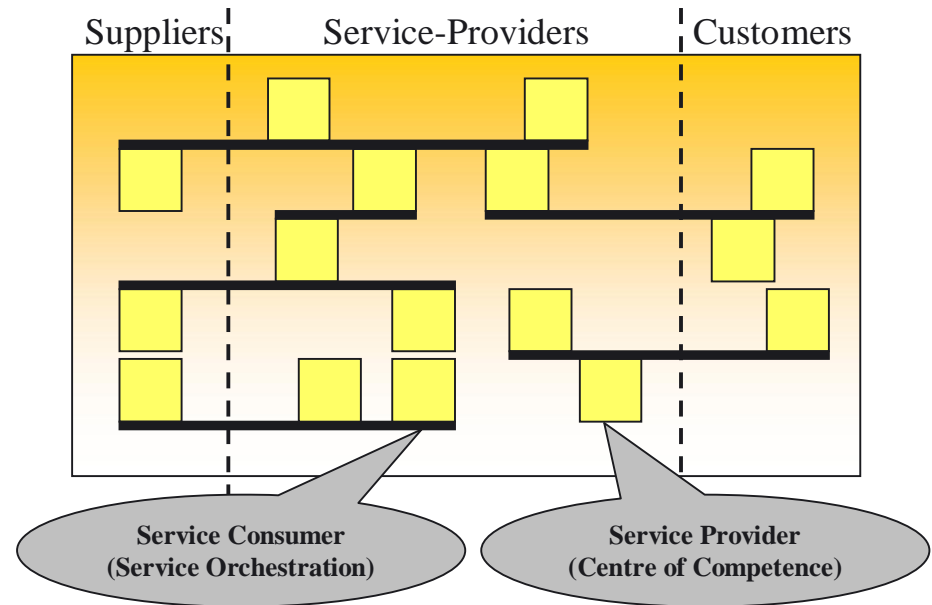 Suppliers
Service-Providers
Customers
Service Consumer
(Service Orchestration)
Service Provider
(Centre of Competence)